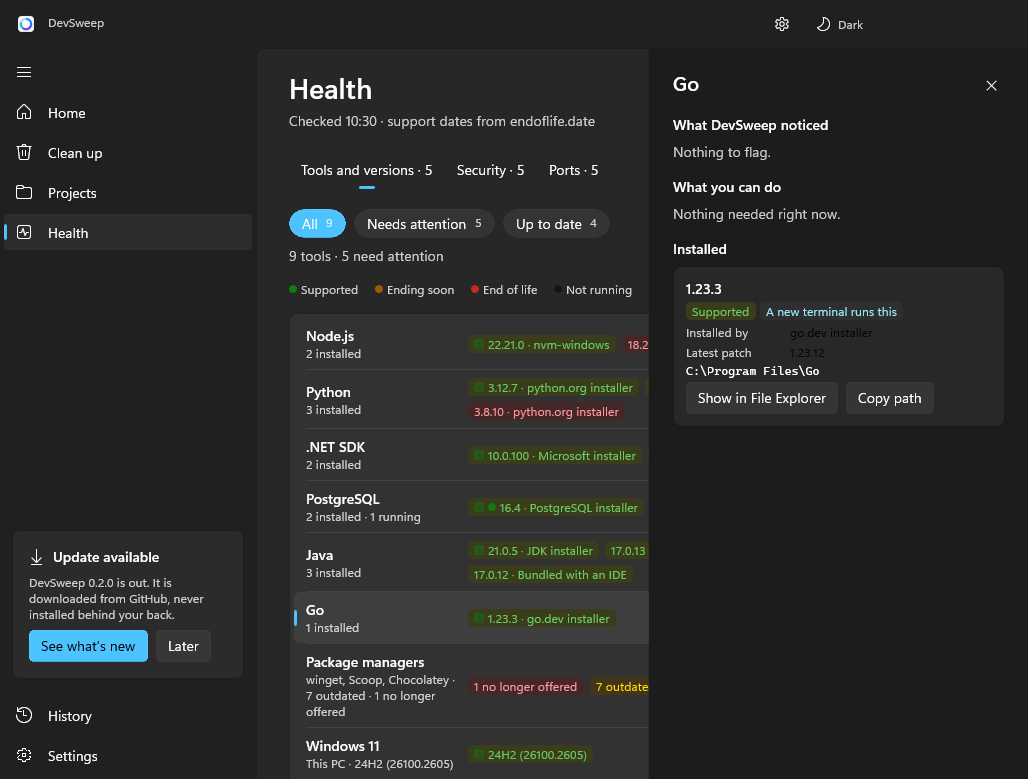 DevSweep
Dark
Home
Clean up
Projects
Health
Update available
DevSweep 0.2.0 is out. It is
downloaded from GitHub, never
installed behind your back.
See what's new
Later
History
Settings
Health
Checked 10:30 · support dates from endoflife.date
Tools and versions · 5
Security · 5
Ports · 5
All 9
Needs attention 5
Up to date 4
9 tools · 5 need attention
Supported
Ending soon
End of life
Not running
Node.js
2 installed
22.21.0 · nvm-windows
18.2
Python
3 installed
3.12.7 · python.org installer
3.8.10 · python.org installer
.NET SDK
2 installed
10.0.100 · Microsoft installer
PostgreSQL
2 installed · 1 running
16.4 · PostgreSQL installer
Java
3 installed
21.0.5 · JDK installer
17.0.13
17.0.12 · Bundled with an IDE
Go
1 installed
1.23.3 · go.dev installer
Package managers
winget, Scoop, Chocolatey ·
7 outdated · 1 no longer
offered
1 no longer offered
7 outdate
Windows 11
This PC · 24H2 (26100.2605)
24H2 (26100.2605)
Go
What DevSweep noticed
Nothing to flag.
What you can do
Nothing needed right now.
Installed
1.23.3
Supported
A new terminal runs this
Installed by
go.dev installer
Latest patch
1.23.12
C:\Program Files\Go
Show in File Explorer
Copy path